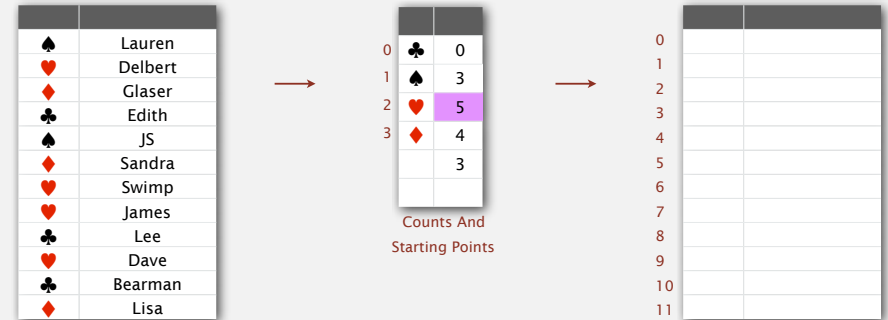 ♠ Lauren
♥ Delbert
♦ Glaser
♣ Edith
♠ JS
♦ Sandra
♥ Swimp
♥ James
♣ Lee
♥ Dave
♣ Bearman
♦ Lisa
0 ♣ 0
1 ♠ 3
2 ♥ 5
3 ♦ 4
3
Counts And
Starting Points
0
1
2
3
4
5
6
7
8
9
10
11